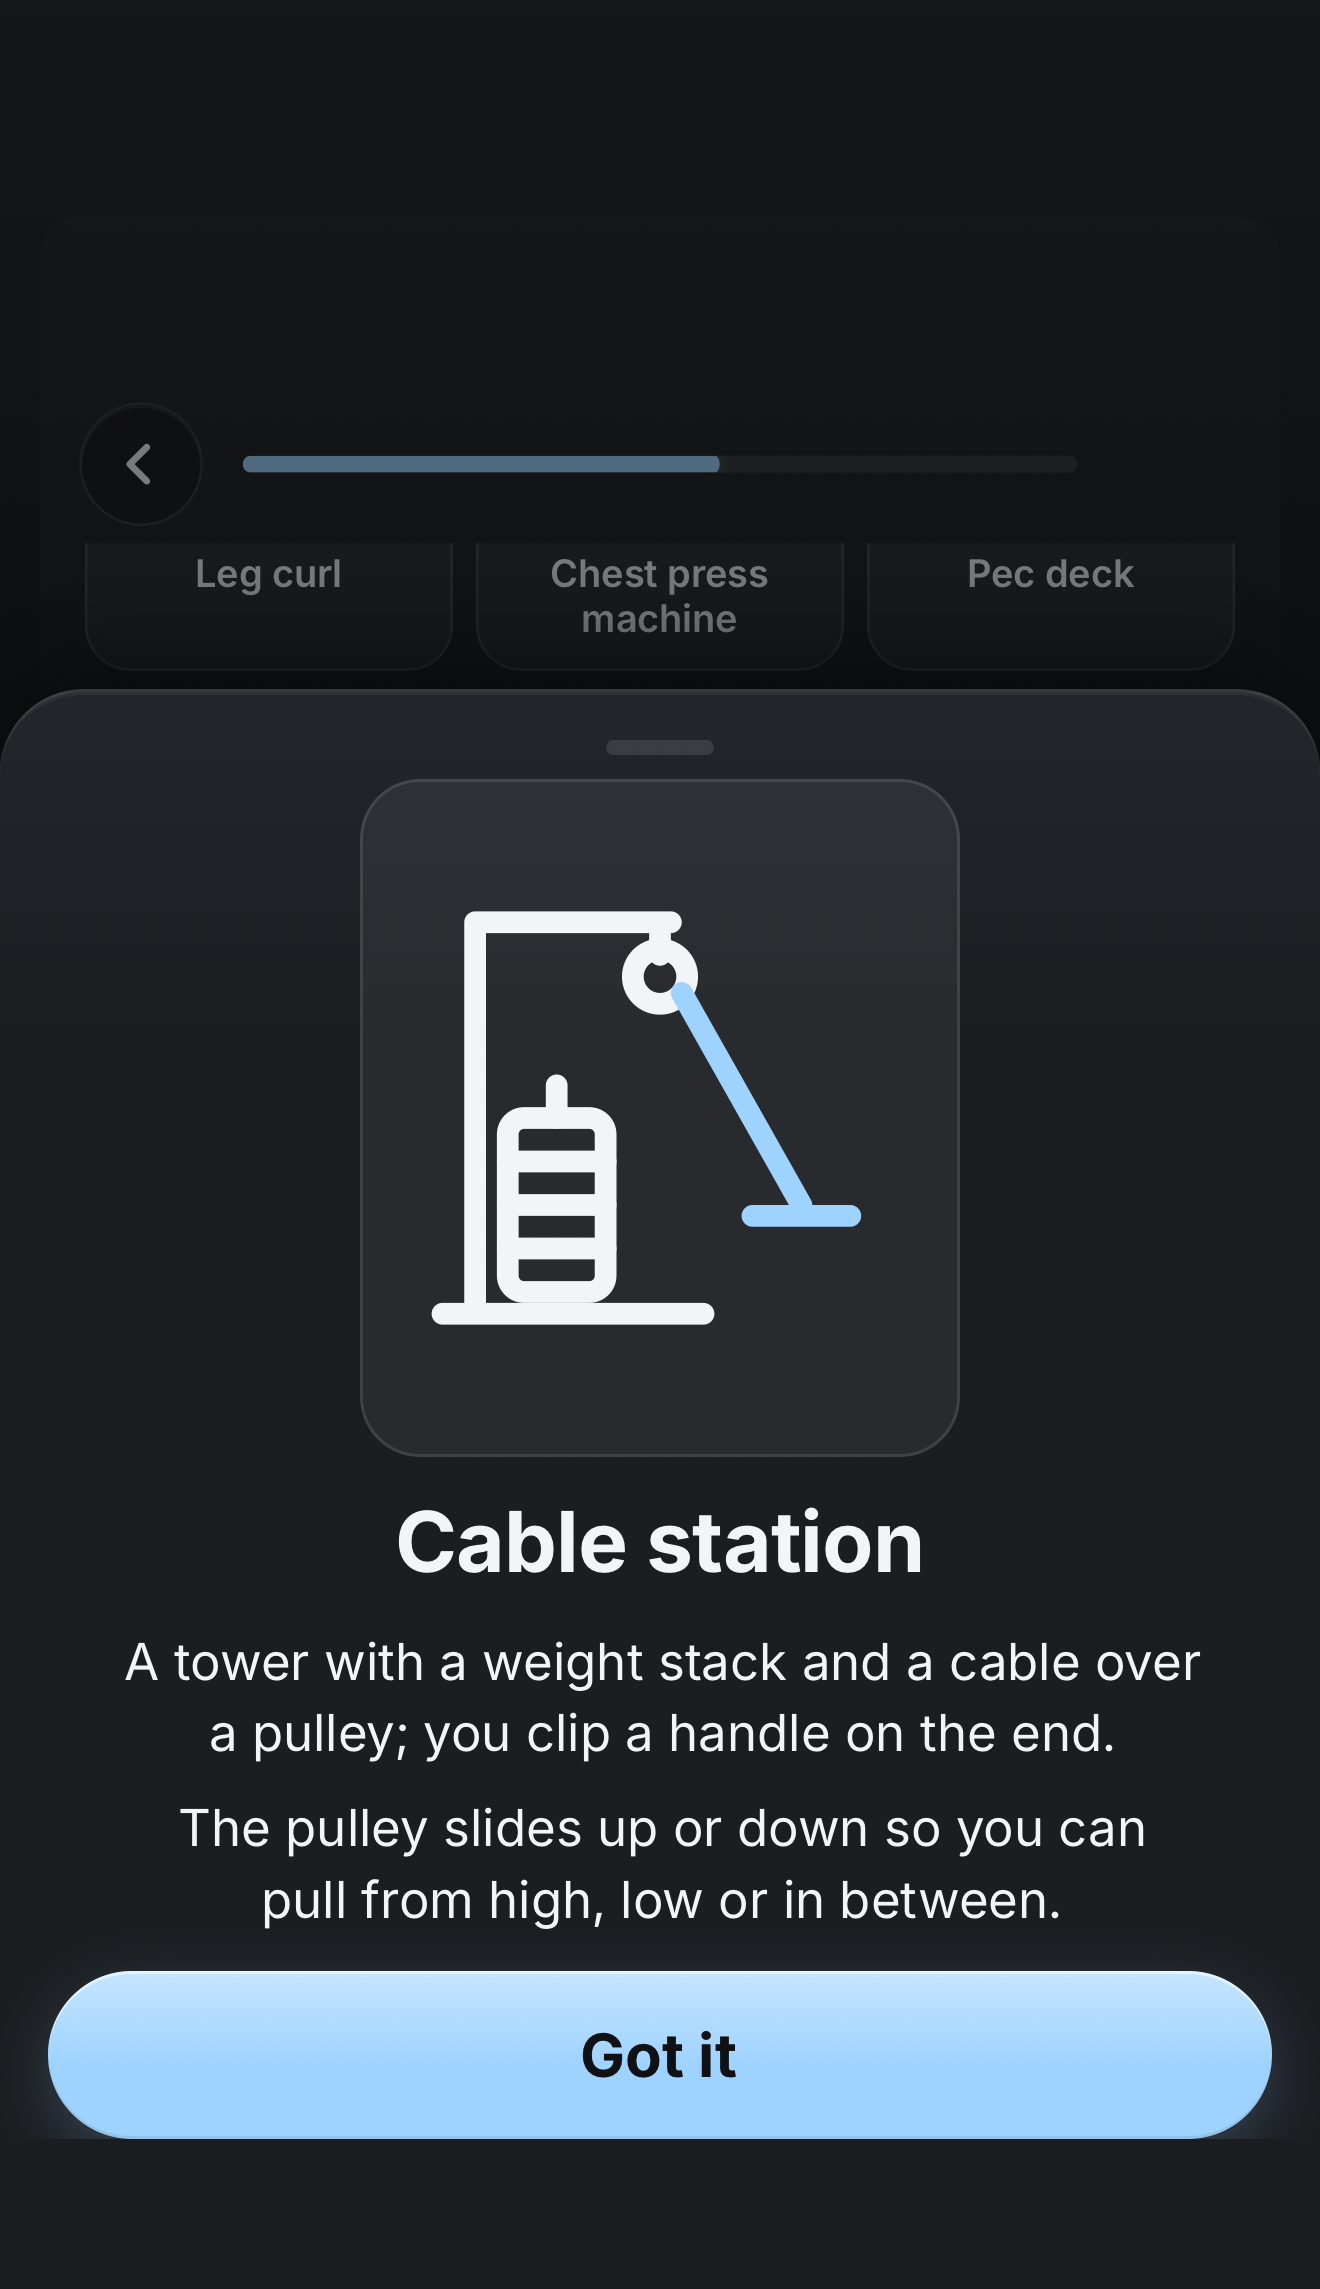 Leg curl
Chest press
machine
Pec deck
Cable station
A tower with a weight stack and a cable over
a pulley; you clip a handle on the end.
The pulley slides up or down so you can
pull from high, low or in between.
Got it